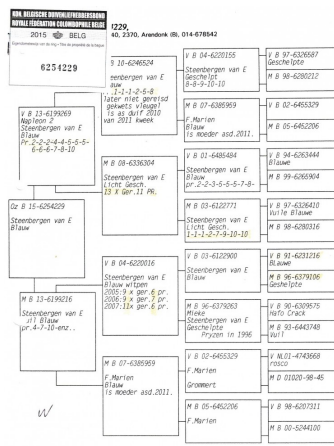 KON. BELGISCHE DUIVENLIEFHEBBERSBOND
ROYALE FEDERATION COLOMBOPHILE BELGE
2015 BELG
6254229
1229,
40, 2370, Arendonk (B), 014-678542
B 10-6246524
eenbergen van E
auw
.1-1-1-2-5-8
later niet gereisd
gekwets vleugel
is as duif 2010
van 2011 kweek
V B 13-6199269
Napleon 2
Steenbergen van E
Blauw
Pr.2-2-2-4-4-5-5-5-
6-6-6-7-8-10
M B 08-6336304
Steenbergen van E
Licht Gesch.
13 X Ger.11 PR.
Oz B 15-6254229
Steenbergen van E
Blauw
V B 04-6220016
Steenbergen van E
Blauw witpen
2005:9 x ger.6 pr.
2006:9 x ger.7 pr.
2007:11x ger.6 pr.
M B 13-6199216
Steenbergen van E
uil Blauw
pr.4-7-10-enz..
M B 07-6386959
F.Marien
Blauw
is moeder asd.2011.
V B 04-6220155
Steenbergen van E
Geschelpt
8-8-9-10-10
M B 07-6386959
F.Marien
Blauw
is moeder asd.2011.
V B 01-6485484
Steenbergen van E
Blauw
pr.2-2-3-5-5-5-7-8-
M B 03-6122771
Steenbergen van E
Licht Gesch.
1-1-1-2-7-9-10-10
V B 03-6122900
Steenbergen van E
Blauw
M B 96-6379263
Mieke
Steenbergen van E
Geschelpte
Pryzen in 1996
V B 02-6455329
F.Marien
Grommert
M B 05-6452206
F.Marien
V B 97-6326587
Geschelpte
M B 98-6280212
V B 02-6455329
M B 05-6452206
V B 94-6263444
Blauw
M B 99-6265904
V B 97-6326410
Vuile Blauwe
M B 98-6280316
V B 91-6231216
BLauwe
M B 96-6379106
Geshelpte
V B 90-6309575
Hafo Crack
M B 93-6443748
Vuil
V NL01-4743668
rosco
M D 01020-98-45
V B 98-6207311
M B 00-5244100